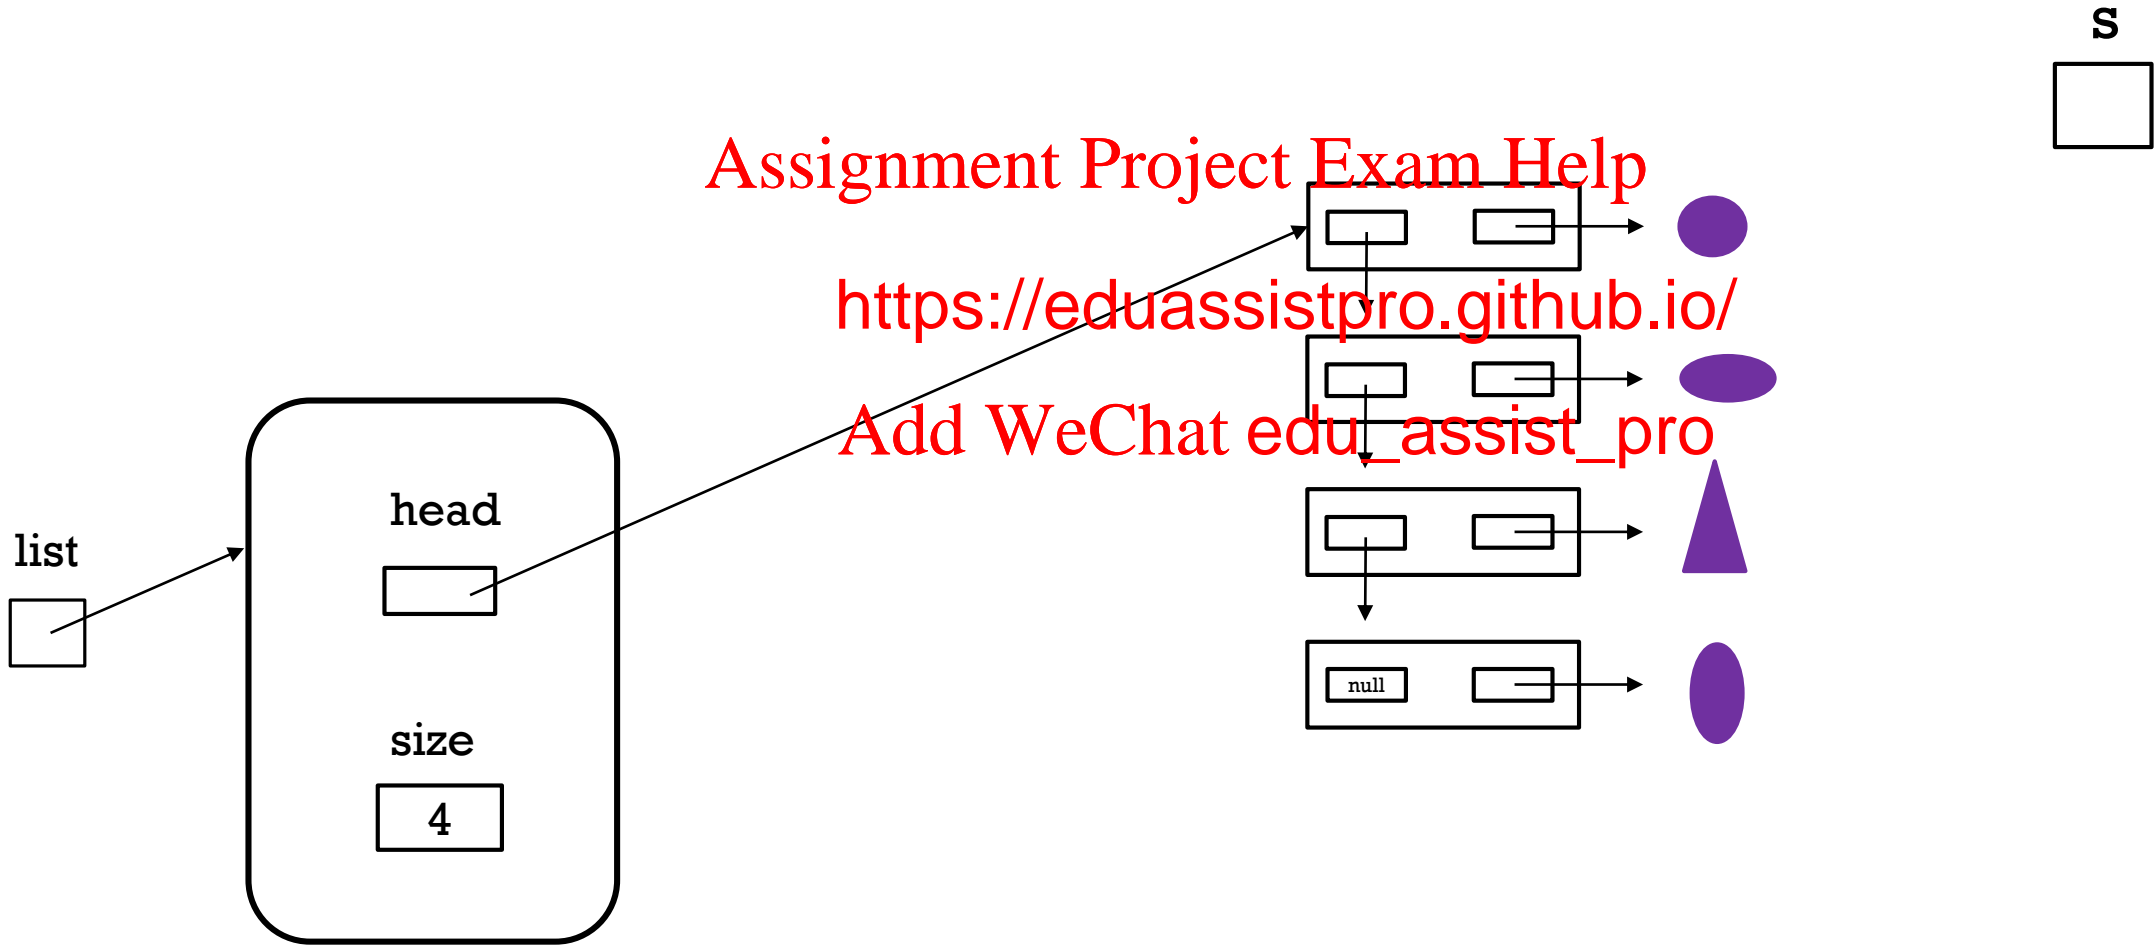 s
Assignment Project Exam Help
https://eduassistpro.github.io/
Add WeChat edu_assist_pro
head
list
null
size
4